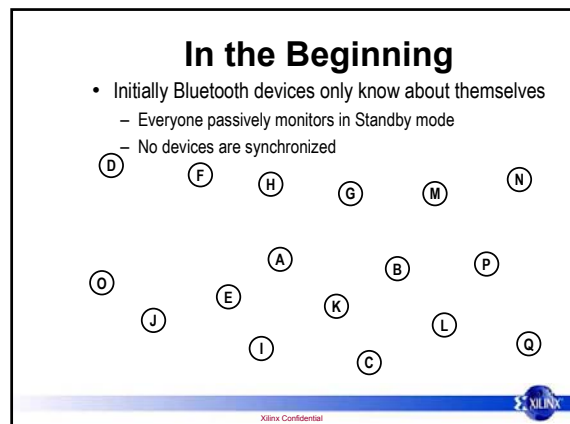 In the Beginning
• Initially Bluetooth devices only know about themselves
– Everyone passively monitors in Standby mode
– No devices are synchronized
D F H G M N
A B P
O E K
J I C L Q
XILINX
Xilinx Confidential